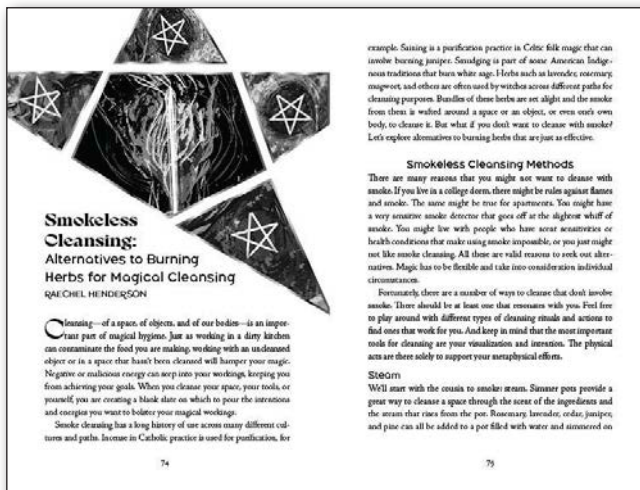 Smokeless
Cleansing:
Alternatives to Burning
Herbs for Magical Cleansing
RAECHEL HENDERSON
Cleansing—of a space, of objects, and of our bodies—is an impor-
tant part of magical hygiene. Just as working in a dirty kitchen
can contaminate the food you are making, working with an uncleansed
object or in a space that hasn't been cleansed will hamper your magic.
Negative or malicious energy can seep into your workings, keeping you
from achieving your goals. When you cleanse your space, your tools, or
yourself, you are creating a blank slate on which to pour the intentions
and energies you want to bolster your magical workings.
Smoke cleansing has a long history of use across many different cul-
tures and paths. Incense in Catholic practice is used for purification, for
74
example. Saining is a purification practice in Celtic folk magic that can
involve burning juniper. Smudging is part of some American Indige-
nous traditions that burn white sage. Herbs such as lavender, rosemary,
mugwort, and others are often used by witches across different paths for
cleansing purposes. Bundles of these herbs are set alight and the smoke
from them is wafted around a space or an object, or even one's own
body, to cleanse it. But what if you don't want to cleanse with smoke?
Let's explore alternatives to burning herbs that are just as effective.
Smokeless Cleansing Methods
There are many reasons that you might not want to cleanse with
smoke. If you live in a college dorm, there might be rules against flames
and smoke. The same might be true for apartments. You might have
a very sensitive smoke detector that goes off at the slightest whiff of
smoke. You might live with people who have scent sensitivities or
health conditions that make using smoke impossible, or you just might
not like smoke cleansing. All these are valid reasons to seek out alter-
natives. Magic has to be flexible and take into consideration individual
circumstances.
Fortunately, there are a number of ways to cleanse that don't involve
smoke. There should be at least one that resonates with you. Feel free
to play around with different types of cleansing rituals and actions to
find ones that work for you. And keep in mind that the most important
tools for cleansing are your visualization and intention. The physical
acts are there solely to support your metaphysical efforts.
Steam
We'll start with the cousin to smoke: steam. Simmer pots provide a
great way to cleanse a space through the scent of the ingredients and
the steam that rises from the pot. Rosemary, lavender, cedar, juniper,
and pine can all be added to a pot filled with water and simmered on
75